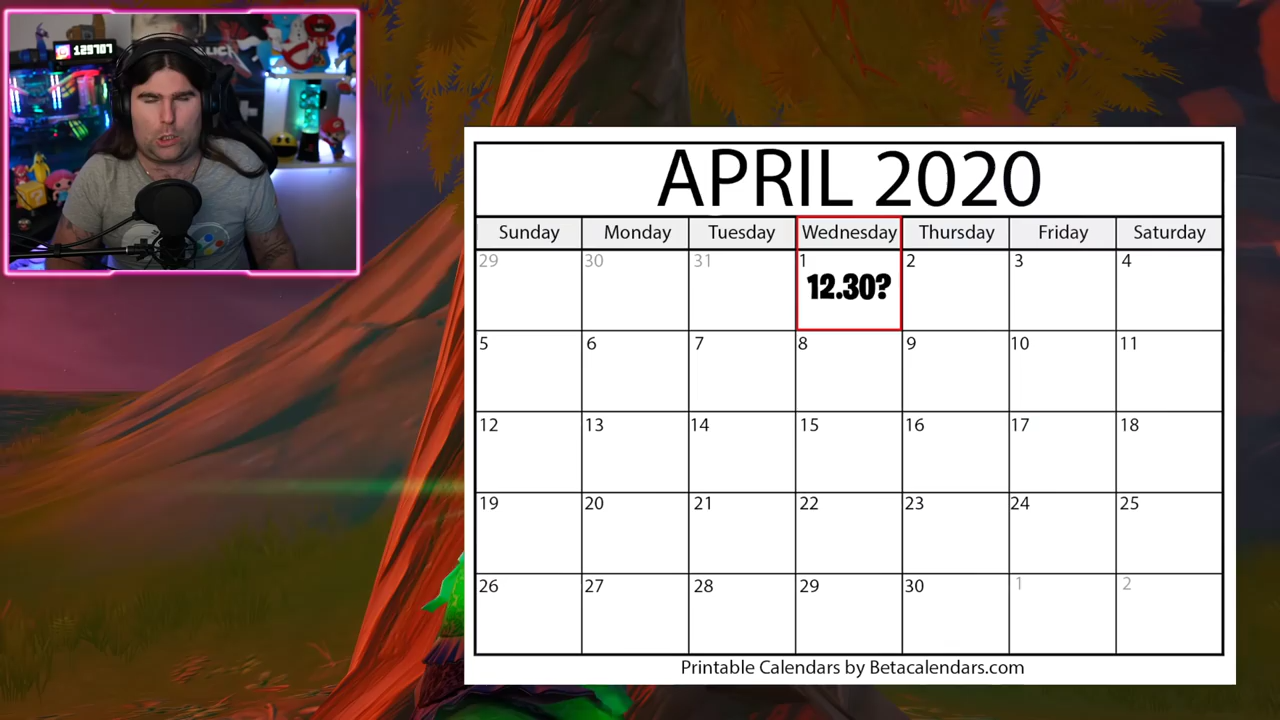 129707
APRIL 2020
Sunday Monday Tuesday Wednesday Thursday Friday Saturday
29 30 31 1 2 3 4
12.30?
5 6 7 8 9 10 11
12 13 14 15 16 17 18
19 20 21 22 23 24 25
26 27 28 29 30 1 2
Printable Calendars by Betacalendars.com